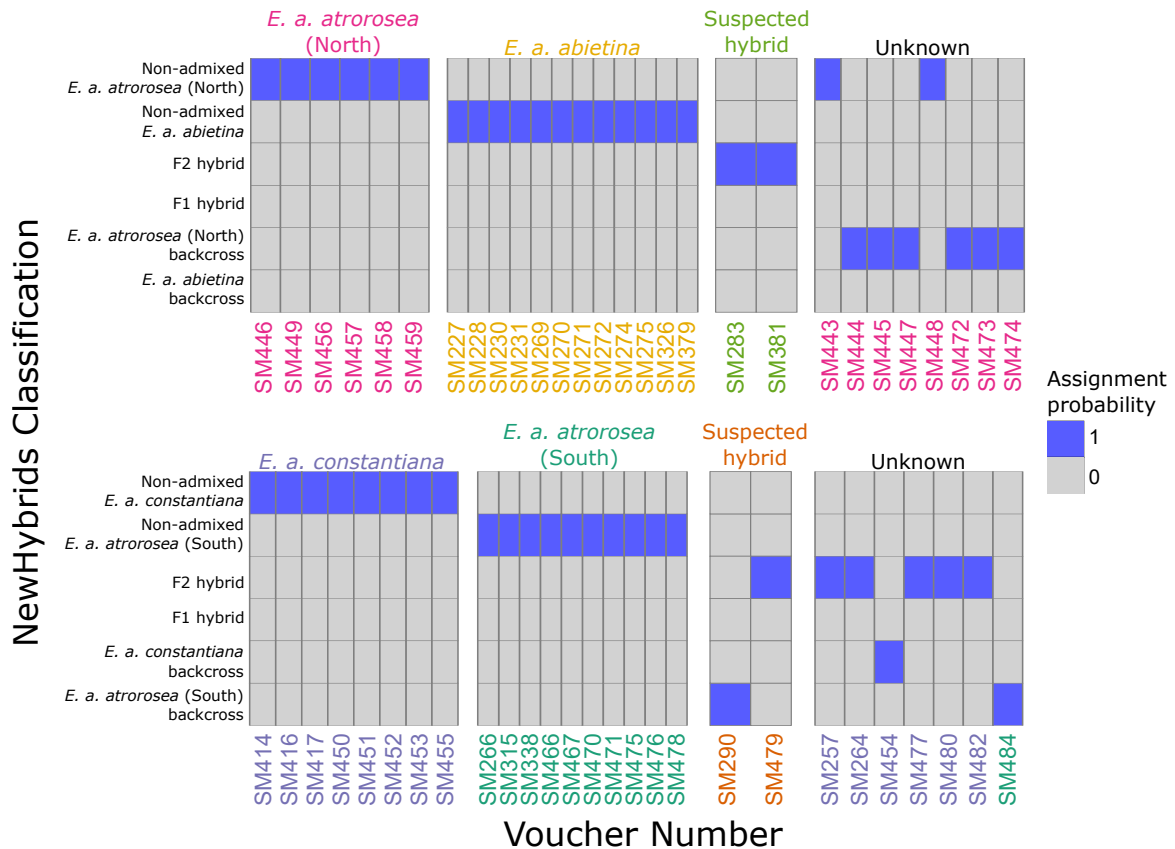 E. a. atrorosea
(North)
E. a. abietina
Suspected
hybrid
Unknown
Non-admixed
E. a. atrorosea (North)
Non-admixed
E. a. abietina
F2 hybrid
F1 hybrid
E. a. atrorosea (North)
backcross
E. a. abietina
backcross
SM446
SM449
SM456
SM457
SM458
SM459
SM227
SM228
SM230
SM231
SM269
SM270
SM271
SM272
SM274
SM275
SM326
SM379
SM283
SM381
SM443
SM444
SM445
SM447
SM448
SM472
SM473
SM474
NewHybrids Classification
Assignment
probability
1
0
E. a. constantiana
E. a. atrorosea
(South)
Suspected
hybrid
Unknown
Non-admixed
E. a. constantiana
Non-admixed
E. a. atrorosea (South)
F2 hybrid
F1 hybrid
E. a. constantiana
backcross
E. a. atrorosea (South)
backcross
SM414
SM416
SM417
SM450
SM451
SM452
SM453
SM455
SM266
SM315
SM338
SM466
SM467
SM470
SM471
SM475
SM476
SM478
SM290
SM479
SM257
SM264
SM454
SM477
SM480
SM482
SM484
Voucher Number